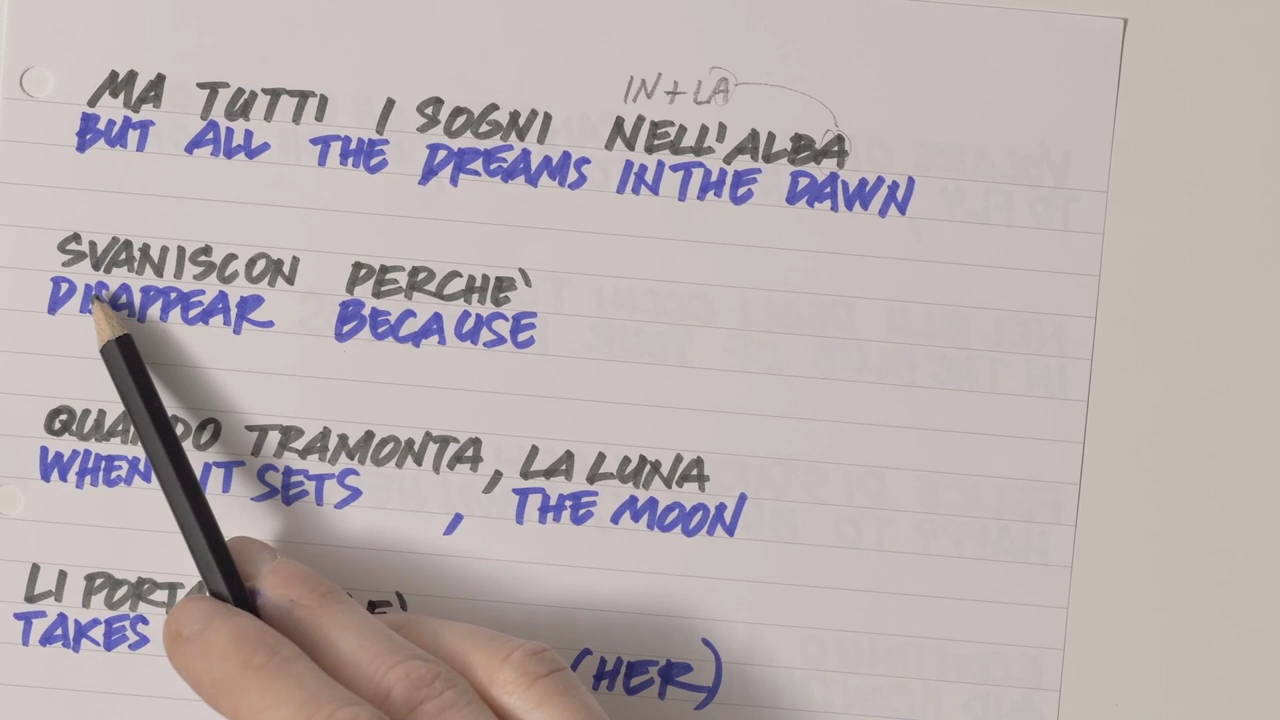 IN+LA
MA TUTTI I SOGNI NELL'ALBA
BUT ALL THE DREAMS IN THE DAWN
SVANISCON PERCHE`
DISAPPEAR BECAUSE
QUANDO TRAMONTA, LA LUNA
WHEN IT SETS, THE MOON
LI
TAKES (HER)